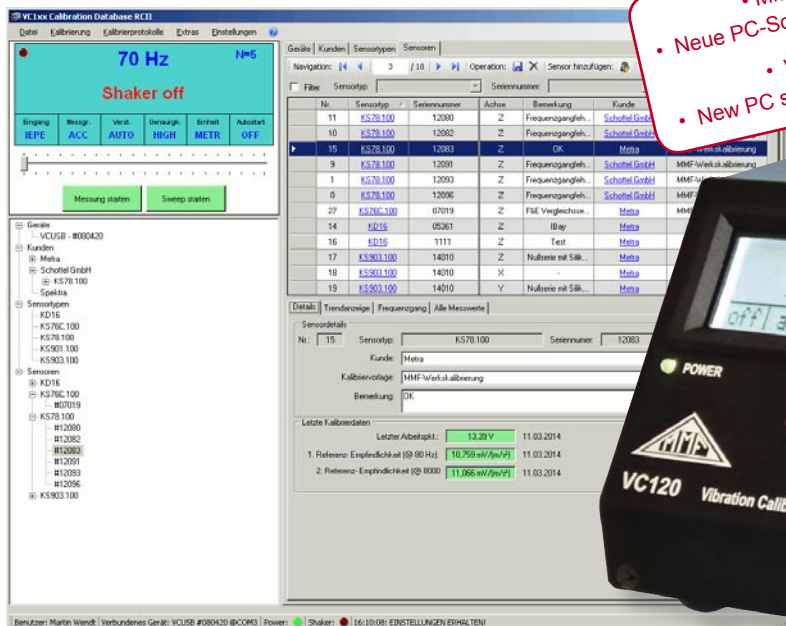 VC1xx Calibration Database RCII
Datei Kalibrierung Kalibrierprotokolle Extras Einstellungen
70 Hz
N=5
Shaker off
Eingang Messgr. Verst. Genauigk. Einheit Autostart
IEPE ACC AUTO HIGH METR OFF
Messung starten Sweep starten
Geräte
VCUSB - #080420
Kunden
Metra
Schottel GmbH
KS78.100
Spektra
Sensortypen
KD16
KS76C.100
KS78.100
KS901.100
KS903.100
Sensoren
KD16
KS76C.100
#07019
KS78.100
#12080
#12082
#12083
#12091
#12093
#12096
KS903.100
Geräte Kunden Sensortypen Sensoren
Navigation: 3 / 18 Operation: Sensor hinzufügen:
Filter Sensortyp: Seriennummer:
Nr. Sensortyp Seriennummer Achse Bemerkung Kunde
11 KS78.100 12080 Z Frequenzgangfeh... Schottel GmbH
10 KS78.100 12082 Z Frequenzgangfeh... Schottel GmbH
15 KS78.100 12083 Z OK Metra MMF-Werkskalibrierung
9 KS78.100 12091 Z Frequenzgangfeh... Schottel GmbH MMF-Werkskalibrierung
1 KS78.100 12093 Z Frequenzgangfeh... Schottel GmbH
0 KS78.100 12096 Z Frequenzgangfeh... Schottel GmbH
27 KS76C.100 07019 Z F&E Vergleichsse... Metra
14 KD16 05361 Z IBay Metra
16 KD16 1111 Z Test Metra
17 KS903.100 14010 Z Nullserie mit Silik... Metra
18 KS903.100 14010 X - Metra
19 KS903.100 14010 Y Nullserie mit Silik... Metra
Details Trendanzeige Frequenzgang Alle Messwerte
Sensordetails
Nr.: 15 Sensortyp: KS78.100 Seriennumer: 12083
Kunde: Metra
Kalibriervorlage: MMF-Werkskalibrierung
Bemerkung: OK
Letzte Kalibrierdaten
Letzter Arbeitspkt.: 13,39 V 11.03.2014
1. Referenz- Empfindlichkeit (@ 80 Hz): 10,759 mV/(m/s²) 11.03.2014
2. Referenz- Empfindlichkeit (@ 8000 11,066 mV/(m/s²) 11.03.2014
Benutzer: Martin Wendt Verbundenes Gerät: VCUSB #080420 @COM3 Power: Shaker: 16:10:08: EINSTELLUNGEN ERHALTEN!
• Neue PC-Sc
• New PC s
off
POWER
MMF
VC120 Vibration Calib